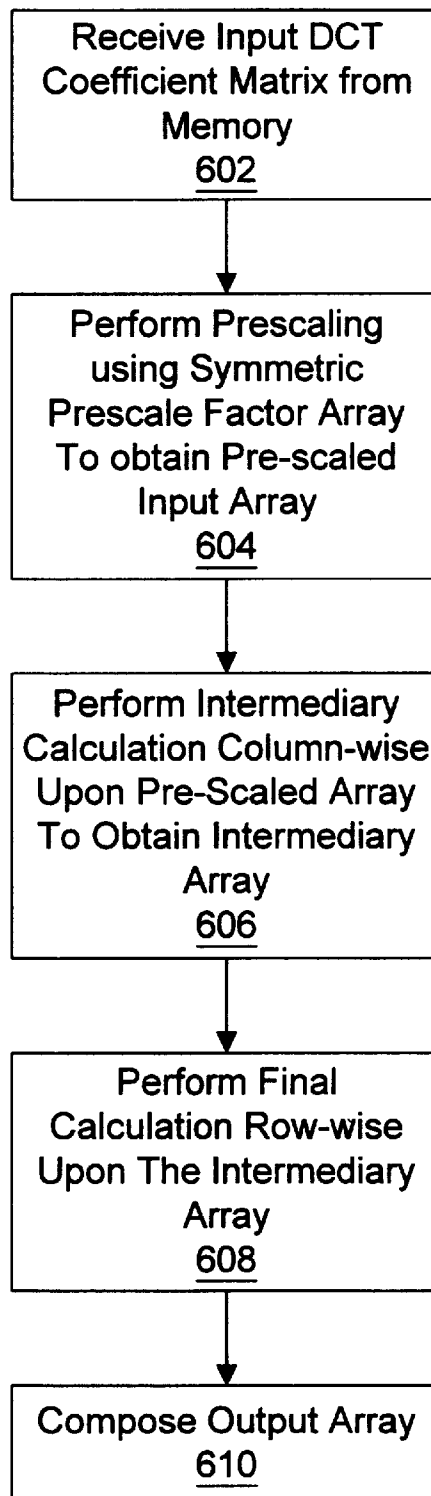 Receive Input DCT
Coefficient Matrix from
Memory
602
Perform Prescaling
using Symmetric
Prescale Factor Array
To obtain Pre-scaled
Input Array
604
Perform Intermediary
Calculation Column-wise
Upon Pre-Scaled Array
To Obtain Intermediary
Array
606
Perform Final
Calculation Row-wise
Upon The Intermediary
Array
608
Compose Output Array
610